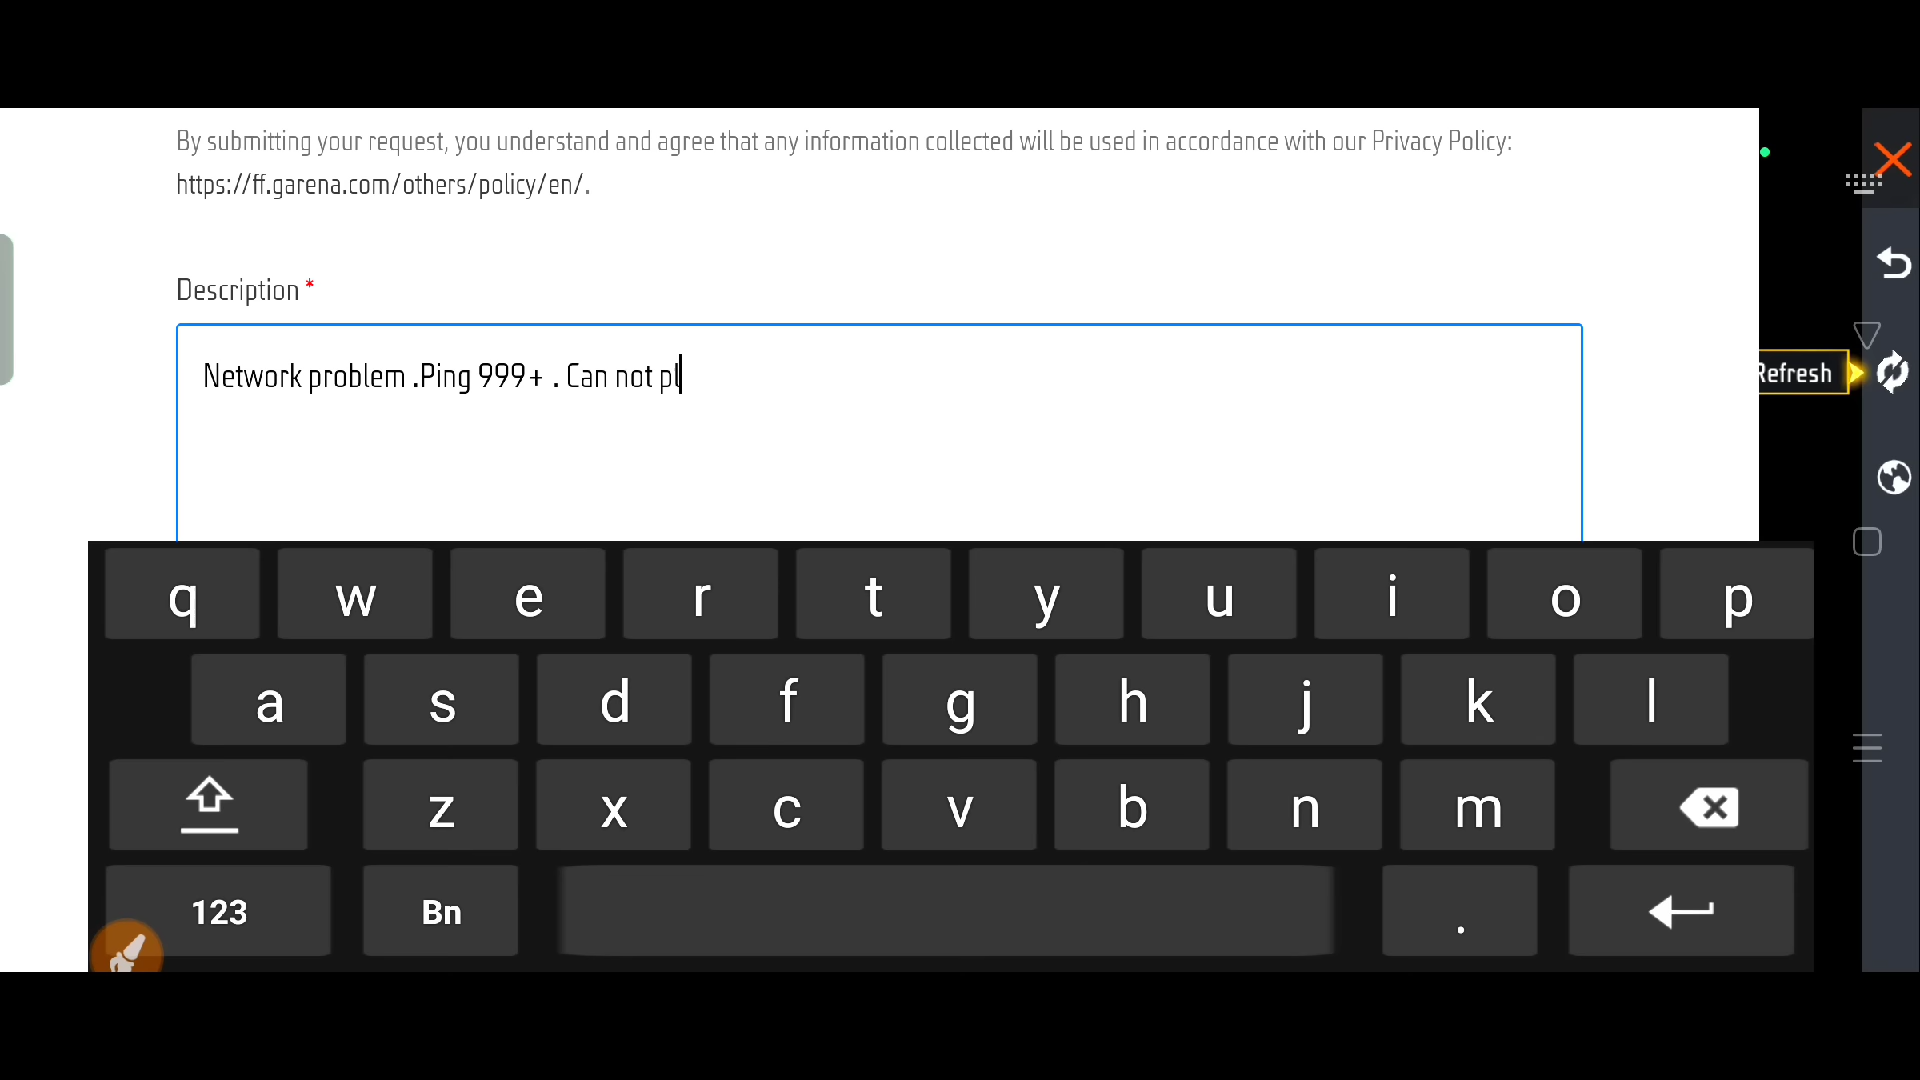 By submitting your request, you understand and agree that any information collected will be used in accordance with our Privacy Policy:
https://ff.garena.com/others/policy/en/.
Description *
Network problem .Ping 999+ . Can not pl
Refresh
q w e r t y u i o p
a s d f g h j k l
z x c v b n m
123 Bn .